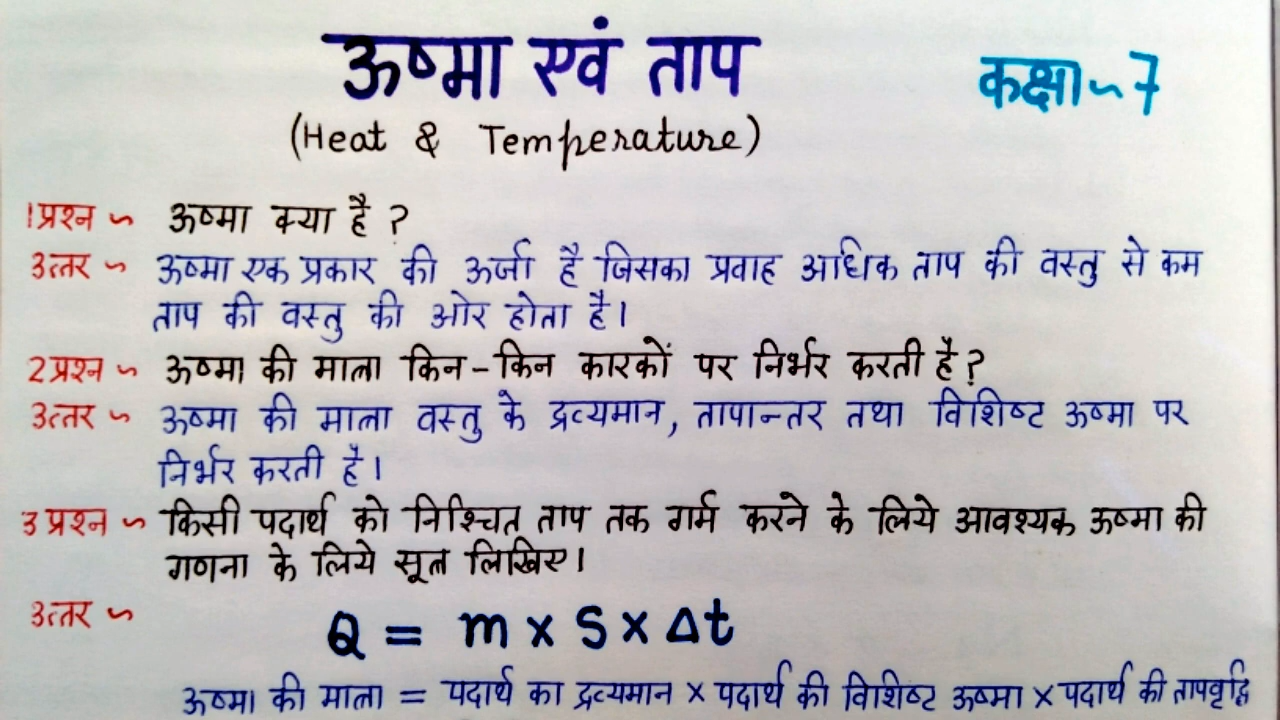 ऊष्मा एवं ताप
कक्षा ~ 7
(Heat & Temperature)
1 प्रश्न ~ ऊष्मा क्या है ?
उत्तर ~ ऊष्मा एक प्रकार की ऊर्जा है जिसका प्रवाह अधिक ताप की वस्तु से कम
ताप की वस्तु की ओर होता है।
2 प्रश्न ~ ऊष्मा की मात्रा किन-किन कारकों पर निर्भर करती है ?
उत्तर ~ ऊष्मा की मात्रा वस्तु के द्रव्यमान, तापान्तर तथा विशिष्ट ऊष्मा पर
निर्भर करती है।
3 प्रश्न ~ किसी पदार्थ को निश्चित ताप तक गर्म करने के लिये आवश्यक ऊष्मा की
गणना के लिये सूत्र लिखिए।
उत्तर ~ Q = m × S × Δt
ऊष्मा की मात्रा = पदार्थ का द्रव्यमान × पदार्थ की विशिष्ट ऊष्मा × पदार्थ की तापवृद्धि